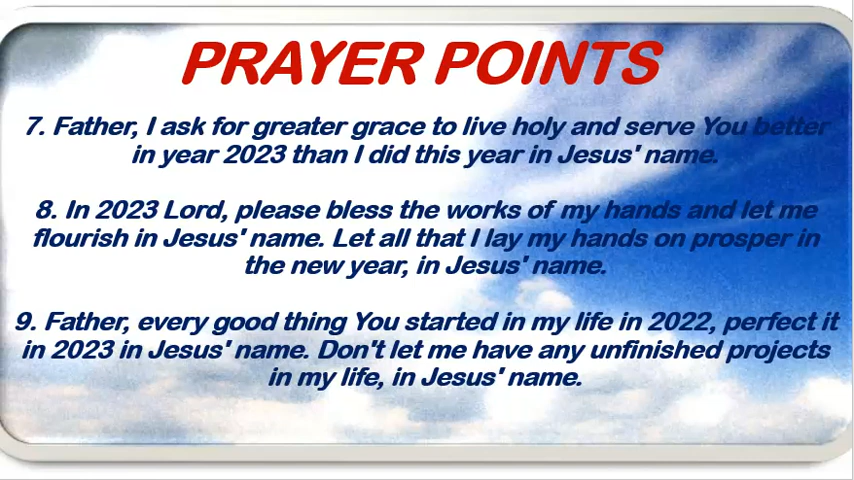 PRAYER POINTS
7. Father, I ask for greater grace to live holy and serve You better
in year 2023 than I did this year in Jesus' name.
8. In 2023 Lord, please bless the works of my hands and let me
flourish in Jesus' name. Let all that I lay my hands on prosper in
the new year, in Jesus' name.
9. Father, every good thing You started in my life in 2022, perfect it
in 2023 in Jesus' name. Don't let me have any unfinished projects
in my life, in Jesus' name.